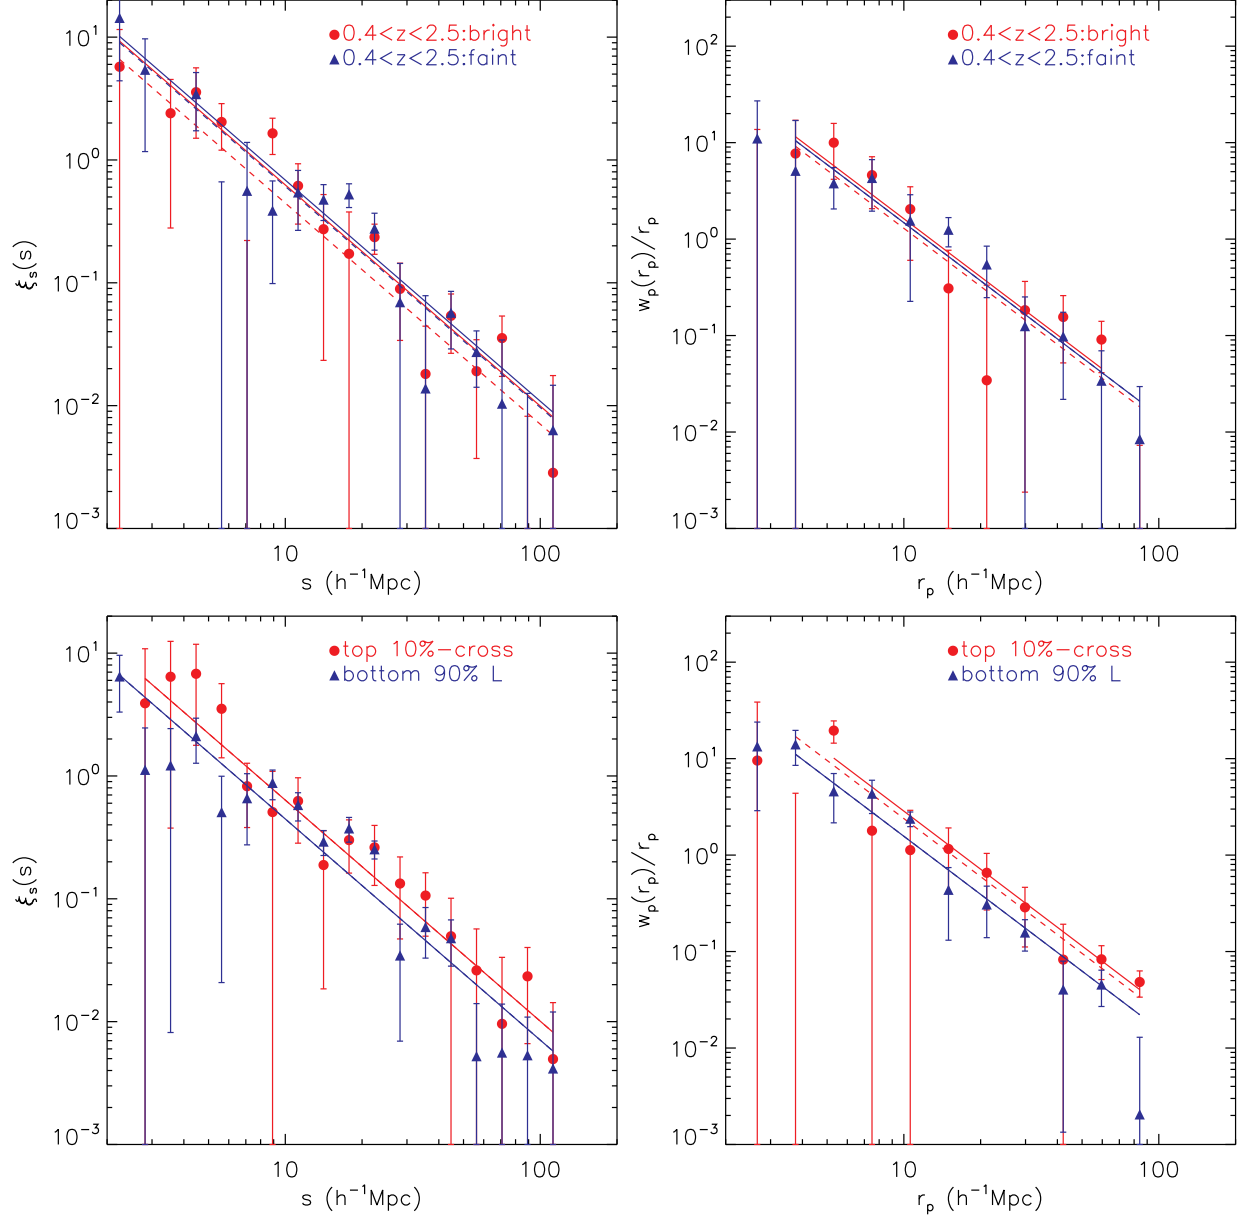 0.4<z<2.5:bright
0.4<z<2.5:faint
10¹
10⁰
10⁻¹
10⁻²
10⁻³
ξₛ(s)
10
100
s (h⁻¹Mpc)
0.4<z<2.5:bright
0.4<z<2.5:faint
10²
10¹
10⁰
10⁻¹
10⁻²
10⁻³
wₚ(rₚ)/rₚ
10
100
rₚ (h⁻¹Mpc)
top 10%−cross
bottom 90% L
10¹
10⁰
10⁻¹
10⁻²
10⁻³
ξₛ(s)
10
100
s (h⁻¹Mpc)
top 10%−cross
bottom 90% L
10²
10¹
10⁰
10⁻¹
10⁻²
10⁻³
wₚ(rₚ)/rₚ
10
100
rₚ (h⁻¹Mpc)